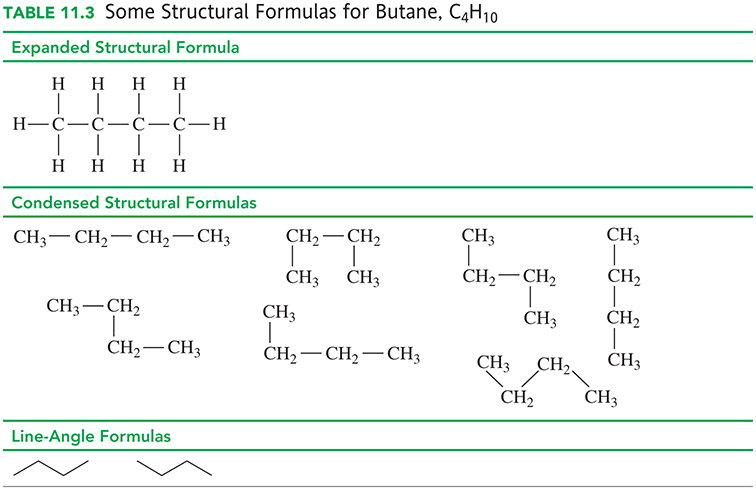 TABLE 11.3 Some Structural Formulas for Butane, C₄H₁₀
Expanded Structural Formula
H H H H
H—C—C—C—C—H
H H H H
Condensed Structural Formulas
CH₃—CH₂—CH₂—CH₃
CH₂—CH₂
CH₃ CH₃
CH₃
CH₂—CH₂
CH₃
CH₃
CH₂
CH₂
CH₃
CH₃—CH₂
CH₂—CH₃
CH₃
CH₂—CH₂—CH₃
CH₃ CH₂
CH₂ CH₃
Line-Angle Formulas